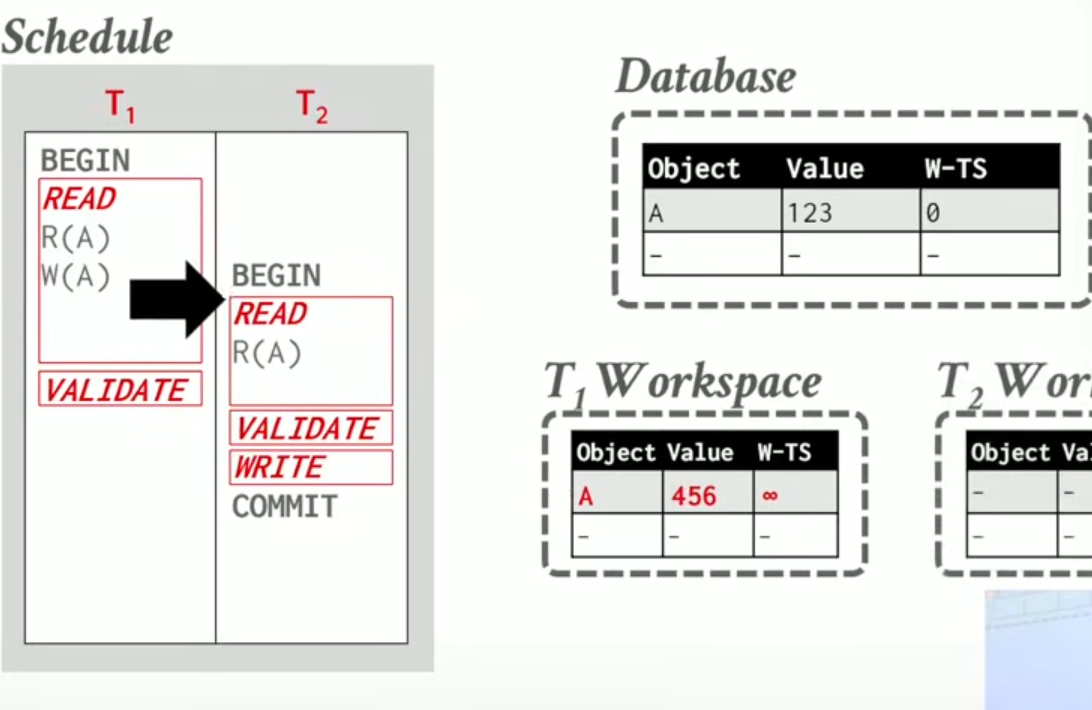 Schedule
T1 T2
BEGIN
READ
R(A)
W(A)
VALIDATE
BEGIN
READ
R(A)
VALIDATE
WRITE
COMMIT
Database
Object Value W-TS
A 123 0
- - -
T1 Workspace
Object Value W-TS
A 456 ∞
- - -
T2 Wor
Object Va
- -
- -